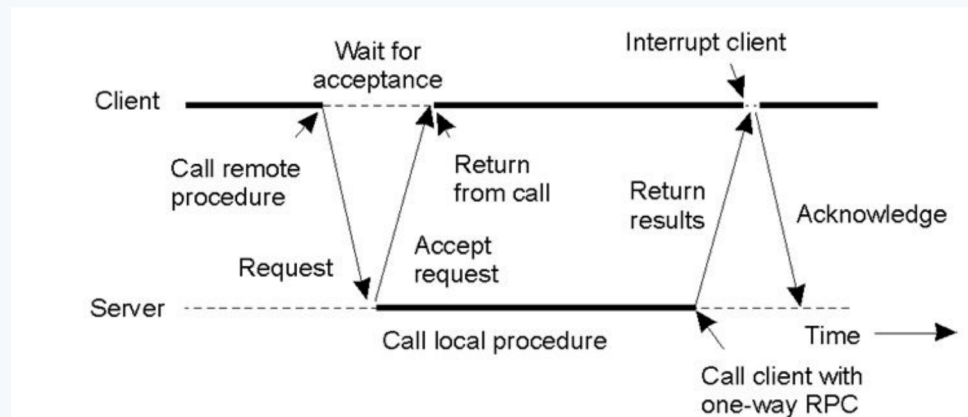 Interrupt client
Wait for
acceptance
Client
Call remote
procedure
Return
from call
Return
results
Acknowledge
Request
Accept
request
Server
Call local procedure
Time
Call client with
one-way RPC